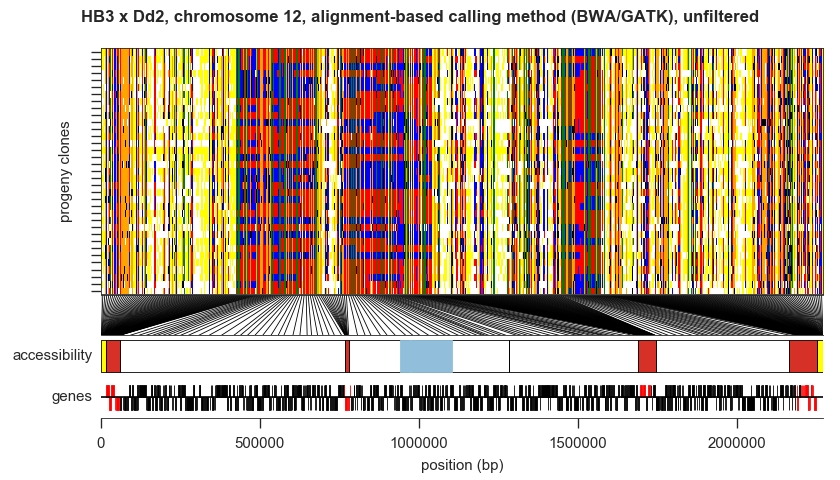 HB3 x Dd2, chromosome 12, alignment-based calling method (BWA/GATK), unfiltered
progeny clones
accessibility
genes
0 500000 1000000 1500000 2000000
position (bp)